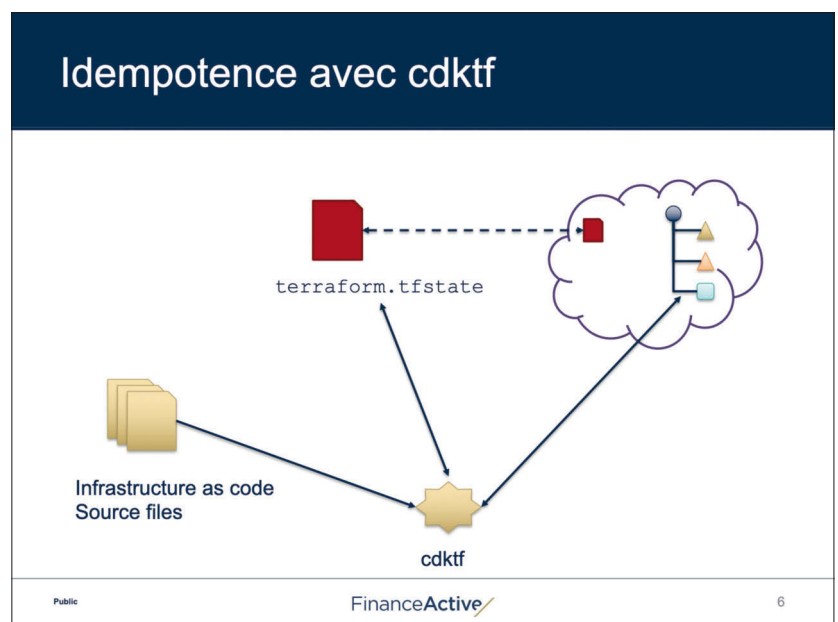 Idempotence avec cdktf
terraform.tfstate
Infrastructure as code
Source files
cdktf
Public
FinanceActive
6